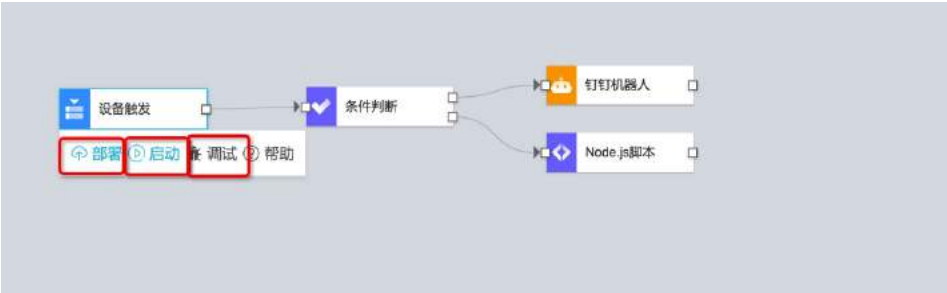 钉钉机器人
设备触发
条件判断
部署 启动 调试 帮助
Node.js脚本